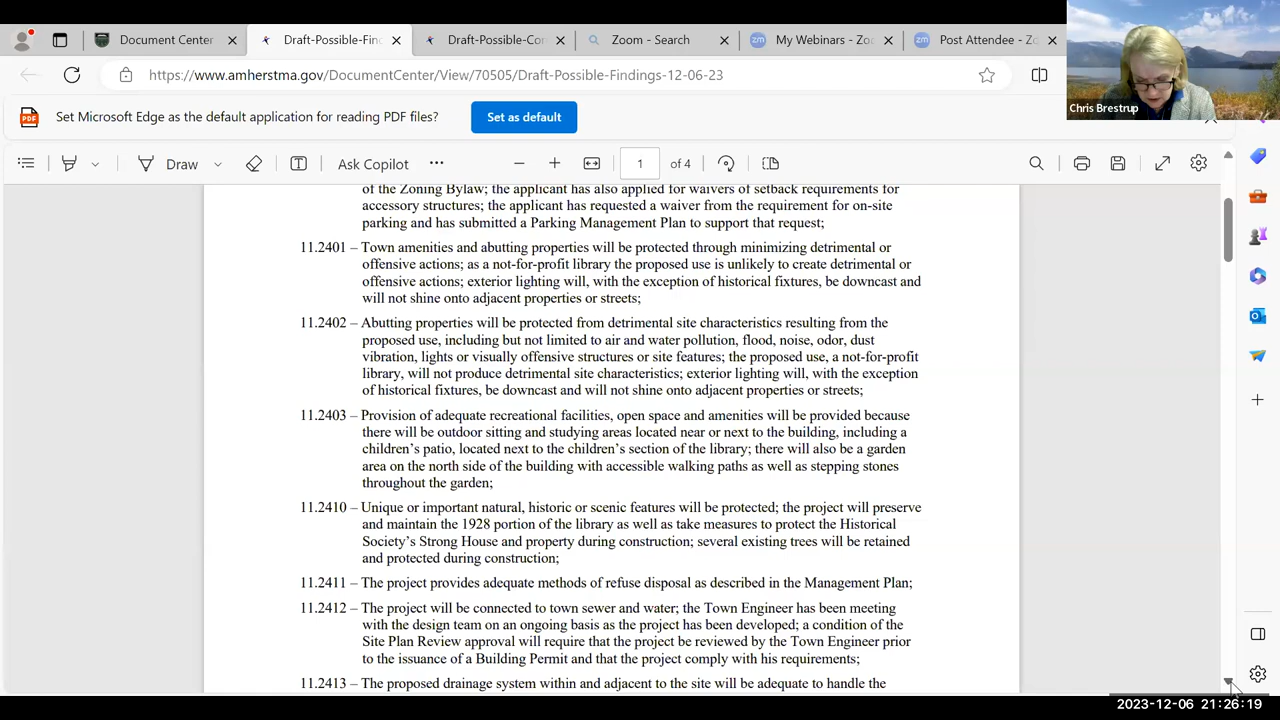 Document Center
Draft-Possible-Fin
Draft-Possible-Co
Zoom - Search
My Webinars - Zo
Post Attendee - Zo
https://www.amherstma.gov/DocumentCenter/View/70505/Draft-Possible-Findings-12-06-23
Chris Brestrup
Set Microsoft Edge as the default application for reading PDF files?
Set as default
Draw
Ask Copilot
1 of 4
of the Zoning Bylaw; the applicant has also applied for waivers of setback requirements for
accessory structures; the applicant has requested a waiver from the requirement for on-site
parking and has submitted a Parking Management Plan to support that request;
11.2401 – Town amenities and abutting properties will be protected through minimizing detrimental or
offensive actions; as a not-for-profit library the proposed use is unlikely to create detrimental or
offensive actions; exterior lighting will, with the exception of historical fixtures, be downcast and
will not shine onto adjacent properties or streets;
11.2402 – Abutting properties will be protected from detrimental site characteristics resulting from the
proposed use, including but not limited to air and water pollution, flood, noise, odor, dust
vibration, lights or visually offensive structures or site features; the proposed use, a not-for-profit
library, will not produce detrimental site characteristics; exterior lighting will, with the exception
of historical fixtures, be downcast and will not shine onto adjacent properties or streets;
11.2403 – Provision of adequate recreational facilities, open space and amenities will be provided because
there will be outdoor sitting and studying areas located near or next to the building, including a
children's patio, located next to the children's section of the library; there will also be a garden
area on the north side of the building with accessible walking paths as well as stepping stones
throughout the garden;
11.2410 – Unique or important natural, historic or scenic features will be protected; the project will preserve
and maintain the 1928 portion of the library as well as take measures to protect the Historical
Society's Strong House and property during construction; several existing trees will be retained
and protected during construction;
11.2411 – The project provides adequate methods of refuse disposal as described in the Management Plan;
11.2412 – The project will be connected to town sewer and water; the Town Engineer has been meeting
with the design team on an ongoing basis as the project has been developed; a condition of the
Site Plan Review approval will require that the project be reviewed by the Town Engineer prior
to the issuance of a Building Permit and that the project comply with his requirements;
11.2413 – The proposed drainage system within and adjacent to the site will be adequate to handle the
2023-12-06 21:26:19